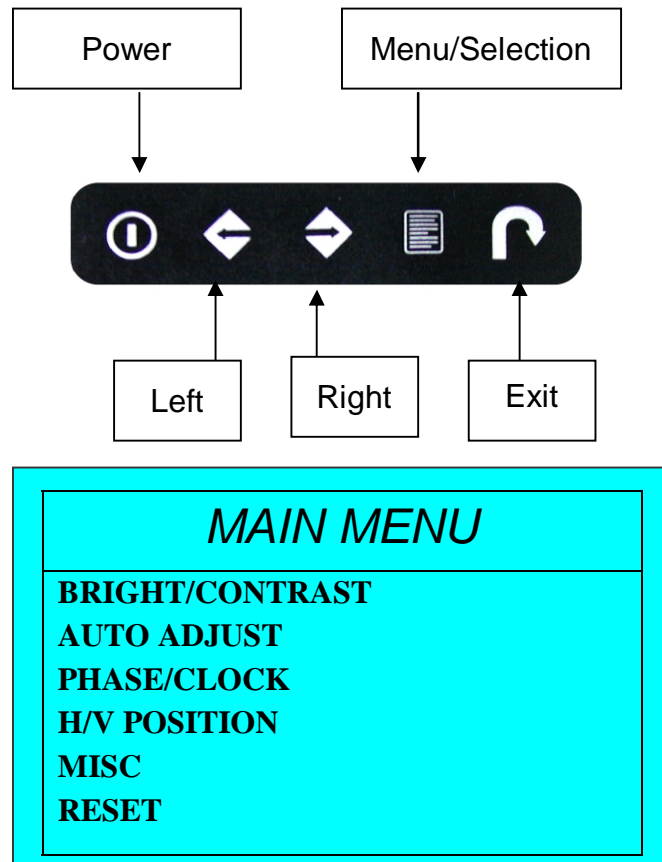 Power
Menu/Selection
Left
Right
Exit
MAIN MENU
BRIGHT/CONTRAST
AUTO ADJUST
PHASE/CLOCK
H/V POSITION
MISC
RESET